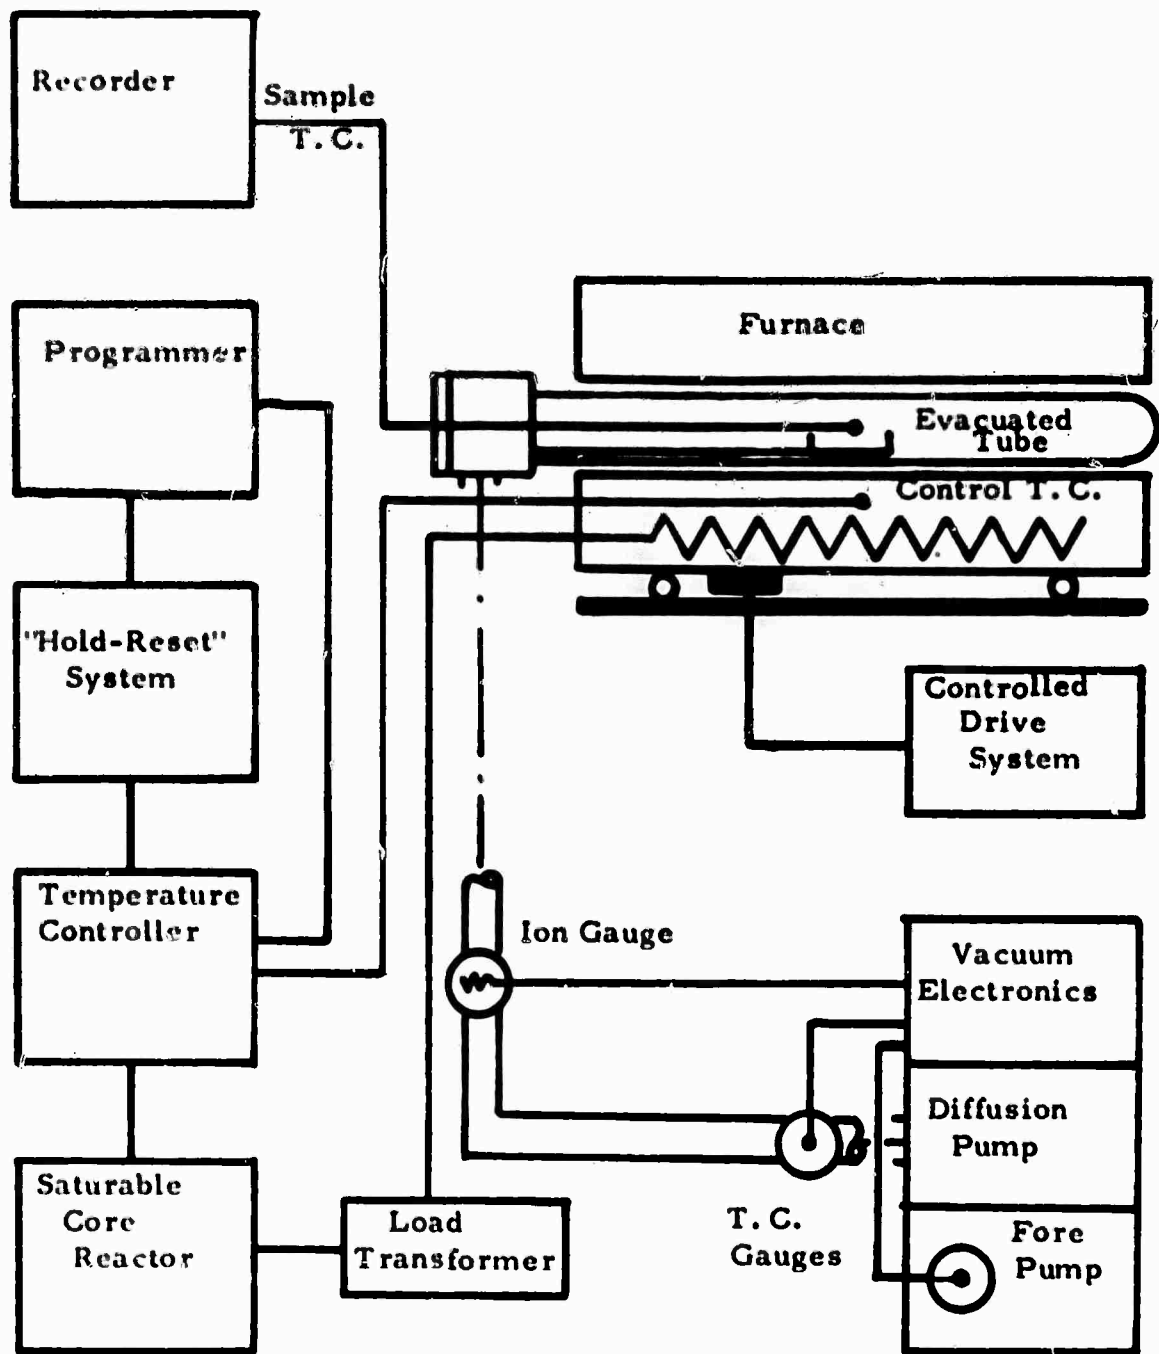 Recorder
Sample
T. C.
Furnace
Programmer
Evacuated
Tube
Control T. C.
"Hold-Reset"
System
Controlled
Drive
System
Temperature
Controller
Ion Gauge
Vacuum
Electronics
Diffusion
Pump
Saturable
Core
Reactor
Load
Transformer
T. C.
Gauges
Fore
Pump